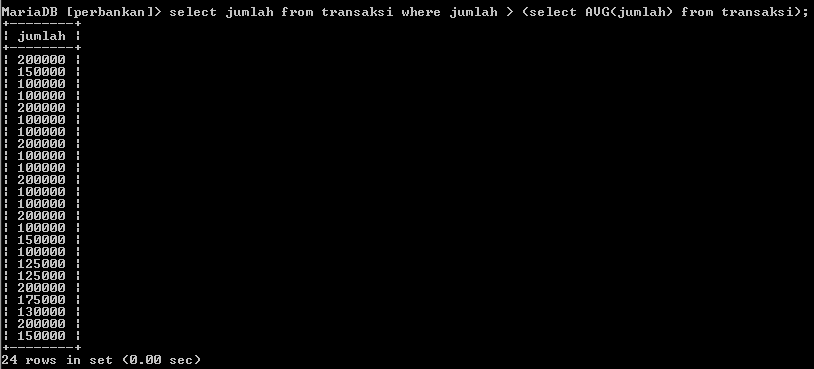 MariaDB [perbankan]> select jumlah from transaksi where jumlah > (select AVG(jumlah) from transaksi);
+--------+
| jumlah |
+--------+
| 200000 |
| 150000 |
| 100000 |
| 100000 |
| 200000 |
| 100000 |
| 100000 |
| 200000 |
| 100000 |
| 100000 |
| 200000 |
| 100000 |
| 100000 |
| 200000 |
| 100000 |
| 150000 |
| 100000 |
| 125000 |
| 125000 |
| 200000 |
| 175000 |
| 130000 |
| 200000 |
| 150000 |
+--------+
24 rows in set (0.00 sec)